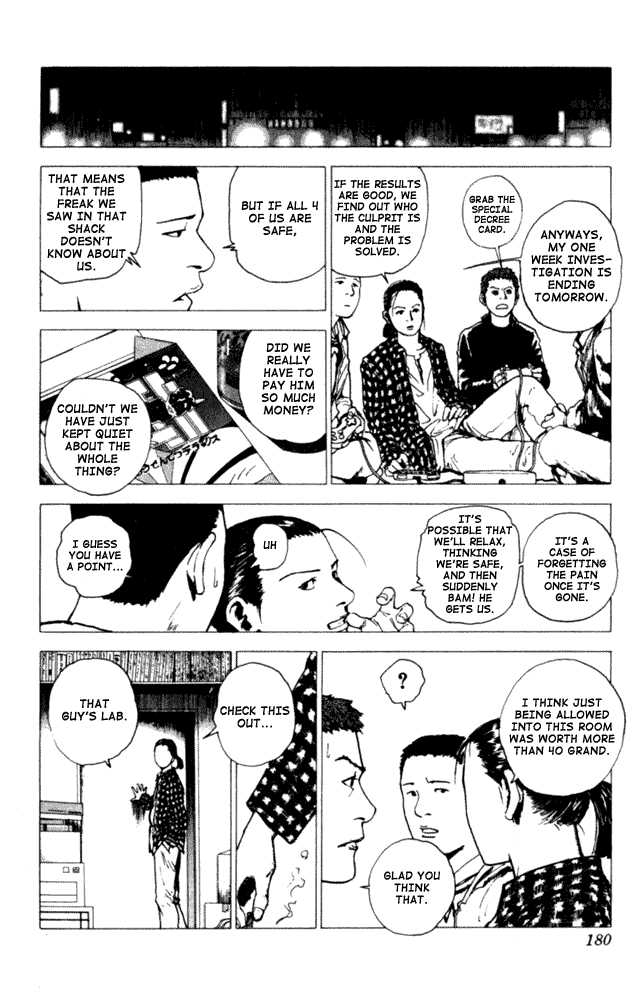 ANYWAYS,
MY ONE
WEEK INVES-
TIGATION IS
ENDING
TOMORROW.
GRAB THE
SPECIAL
DECREE
CARD.
IF THE RESULTS
ARE GOOD, WE
FIND OUT WHO
THE CULPRIT IS
AND THE
PROBLEM IS
SOLVED.
BUT IF ALL 4
OF US ARE
SAFE,
THAT MEANS
THAT THE
FREAK WE
SAW IN THAT
SHACK
DOESN'T
KNOW ABOUT
US.
DID WE
REALLY
HAVE TO
PAY HIM
SO MUCH
MONEY?
COULDN'T WE
HAVE JUST
KEPT QUIET
ABOUT THE
WHOLE
THING?
IT'S A
CASE OF
FORGETTING
THE PAIN
ONCE IT'S
GONE.
IT'S
POSSIBLE THAT
WE'LL RELAX,
THINKING
WE'RE SAFE,
AND THEN
SUDDENLY
BAM! HE
GETS US.
UH
I GUESS
YOU HAVE
A POINT...
I THINK JUST
BEING ALLOWED
INTO THIS ROOM
WAS WORTH MORE
THAN 40 GRAND.
?
GLAD YOU
THINK
THAT.
CHECK THIS
OUT...
THAT
GUY'S LAB.
180